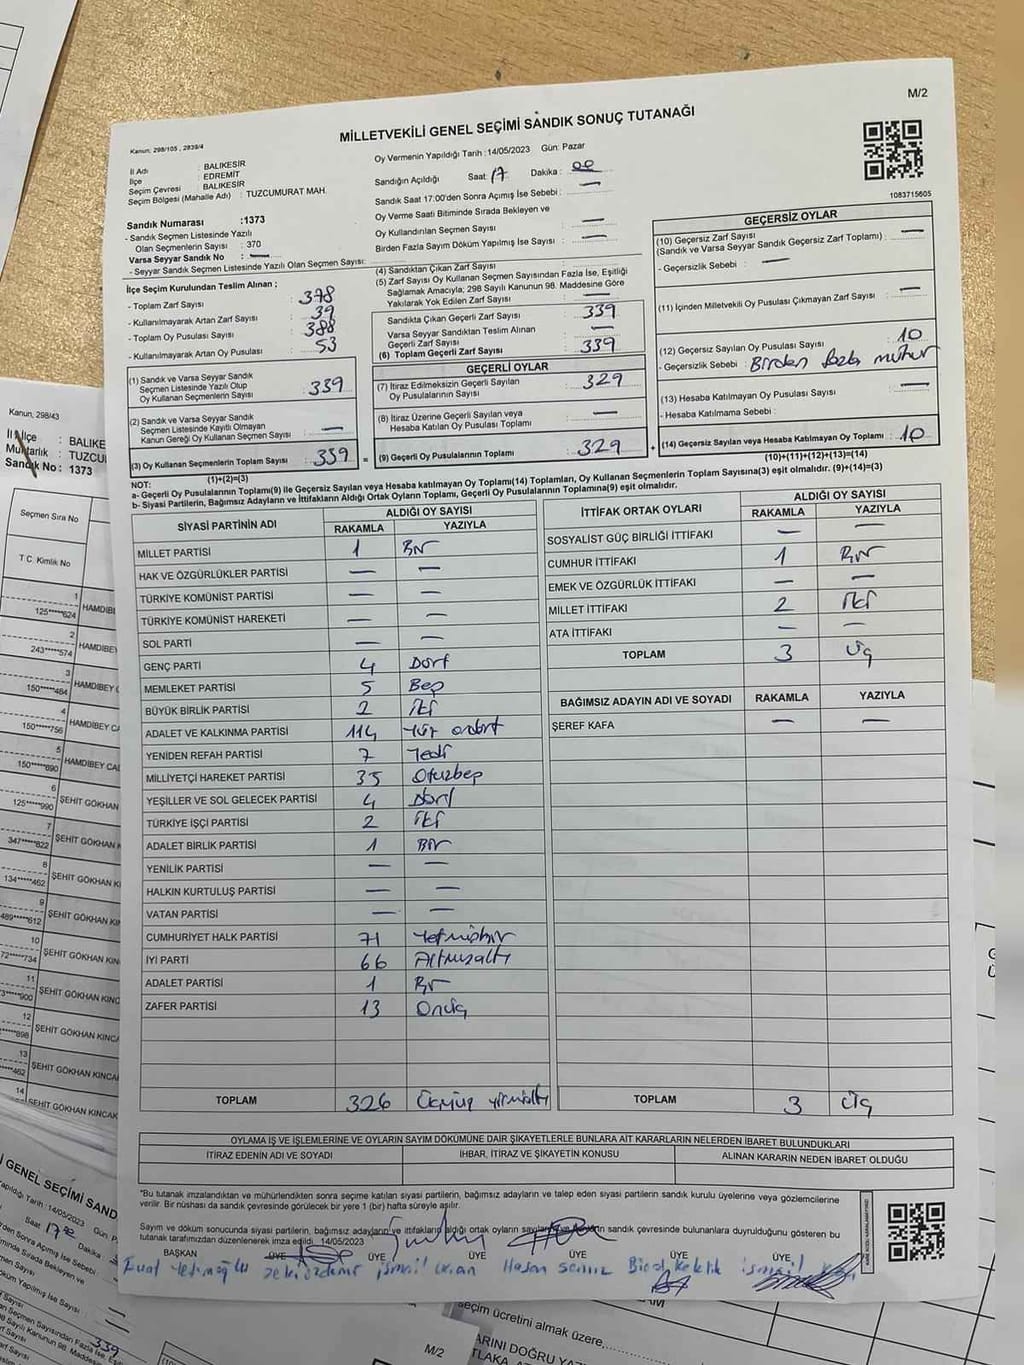 M/2
MİLLETVEKİLİ GENEL SEÇİMİ SANDIK SONUÇ TUTANAĞI
Kanun; 298/105 , 2839/4
İl Adı : BALIKESİR
İlçe : EDREMİT
Seçim Çevresi : BALIKESİR
Seçim Bölgesi (Mahalle Adı) : TUZCUMURAT MAH.
Sandık Numarası :1373
- Sandık Seçmen Listesinde Yazılı
Olan Seçmenlerin Sayısı : 370
Varsa Seyyar Sandık No : —
- Seyyar Sandık Seçmen Listesinde Yazılı Olan Seçmen Sayısı:
Oy Vermenin Yapıldığı Tarih :14/05/2023 Gün: Pazar
Sandığın Açıldığı Saat: 17 Dakika : 00
Sandık Saat 17:00'den Sonra Açımış İse Sebebi : —
Oy Verme Saati Bitiminde Sırada Bekleyen ve
Oy Kullandırılan Seçmen Sayısı : —
Birden Fazla Sayım Döküm Yapılmış İse Sayısı : —
1083715605
İlçe Seçim Kurulundan Teslim Alınan ;
- Toplam Zarf Sayısı : 378
- Kullanılmayarak Artan Zarf Sayısı : 39
- Toplam Oy Pusulası Sayısı : 388
- Kullanılmayarak Artan Oy Pusulası : 53
(1) Sandık ve Varsa Seyyar Sandık
Seçmen Listesinde Yazılı Olup
Oy Kullanan Seçmenlerin Sayısı : 339
(2) Sandık ve Varsa Seyyar Sandık
Seçmen Listesinde Kayıtlı Olmayan
Kanun Gereği Oy Kullanan Seçmen Sayısı : —
(3) Oy Kullanan Seçmenlerin Toplam Sayısı : 339 =
(1)+(2)=(3)
(4) Sandıktan Çıkan Zarf Sayısı :
(5) Zarf Sayısı Oy Kullanan Seçmen Sayısından Fazla İse, Eşitliği
Sağlamak Amacıyla; 298 Sayılı Kanunun 98. Maddesine Göre
Yakılarak Yok Edilen Zarf Sayısı : —
Sandıkta Çıkan Geçerli Zarf Sayısı : 339
Varsa Seyyar Sandıktan Teslim Alınan
Geçerli Zarf Sayısı : —
(6) Toplam Geçerli Zarf Sayısı : 339
GEÇERLİ OYLAR
(7) İtiraz Edilmeksizin Geçerli Sayılan
Oy Pusulalarının Sayısı : 329
(8) İtiraz Üzerine Geçerli Sayılan veya
Hesaba Katılan Oy Pusulası Toplamı : —
(9) Geçerli Oy Pusulalarının Toplamı : 329 +
GEÇERSİZ OYLAR
(10) Geçersiz Zarf Sayısı
(Sandık ve Varsa Seyyar Sandık Geçersiz Zarf Toplamı) : —
- Geçersizlik Sebebi : —
(11) İçinden Milletvekili Oy Pusulası Çıkmayan Zarf Sayısı : —
(12) Geçersiz Sayılan Oy Pusulası Sayısı : 10
- Geçersizlik Sebebi : Birden fazla mühür
(13) Hesaba Katılmayan Oy Pusulası Sayısı : —
- Hesaba Katılmama Sebebi :
(14) Geçersiz Sayılan veya Hesaba Katılmayan Oy Toplamı : 10
(10)+(11)+(12)+(13)=(14)
NOT:
a- Geçerli Oy Pusulalarının Toplamı(9) ile Geçersiz Sayılan veya Hesaba Katılmayan Oy Toplamı(14) Toplamları, Oy Kullanan Seçmenlerin Toplam Sayısına(3) eşit olmalıdır. (9)+(14)=(3)
b- Siyasi Partilerin, Bağımsız Adayların ve İttifakların Aldığı Ortak Oyların Toplamı, Geçerli Oy Pusulalarının Toplamına(9) eşit olmalıdır.
SİYASİ PARTİNİN ADI ALDIĞI OY SAYISI
RAKAMLA YAZIYLA
MİLLET PARTİSİ 1 Bir
HAK VE ÖZGÜRLÜKLER PARTİSİ — —
TÜRKİYE KOMÜNİST PARTİSİ — —
TÜRKİYE KOMÜNİST HAREKETİ — —
SOL PARTİ — —
GENÇ PARTİ 4 Dört
MEMLEKET PARTİSİ 5 Beş
BÜYÜK BİRLİK PARTİSİ 2 İki
ADALET VE KALKINMA PARTİSİ 114 Yüz ondört
YENİDEN REFAH PARTİSİ 7 Yedi
MİLLİYETÇİ HAREKET PARTİSİ 35 Otuzbeş
YEŞİLLER VE SOL GELECEK PARTİSİ 4 Dört
TÜRKİYE İŞÇİ PARTİSİ 2 İki
ADALET BİRLİK PARTİSİ 1 Bir
YENİLİK PARTİSİ — —
HALKIN KURTULUŞ PARTİSİ — —
VATAN PARTİSİ — —
CUMHURİYET HALK PARTİSİ 71 Yetmişbir
İYİ PARTİ 66 Altmışaltı
ADALET PARTİSİ 1 Bir
ZAFER PARTİSİ 13 Onüç
TOPLAM 326 Üçyüz yirmialtı
İTTİFAK ORTAK OYLARI ALDIĞI OY SAYISI
RAKAMLA YAZIYLA
SOSYALİST GÜÇ BİRLİĞİ İTTİFAKI — —
CUMHUR İTTİFAKI 1 Bir
EMEK VE ÖZGÜRLÜK İTTİFAKI — —
MİLLET İTTİFAKI 2 İki
ATA İTTİFAKI — —
TOPLAM 3 Üç
BAĞIMSIZ ADAYIN ADI VE SOYADI RAKAMLA YAZIYLA
ŞEREF KAFA — —
TOPLAM 3 Üç
OYLAMA İŞ VE İŞLEMLERİNE VE OYLARIN SAYIM DÖKÜMÜNE DAİR ŞİKAYETLERLE BUNLARA AİT KARARLARIN NELERDEN İBARET BULUNDUKLARI
İTİRAZ EDENİN ADI VE SOYADI İHBAR, İTİRAZ VE ŞİKAYETİN KONUSU ALINAN KARARIN NEDEN İBARET OLDUĞU
*Bu tutanak imzalandıktan ve mühürlendikten sonra seçime katılan siyasi partilerin, bağımsız adayların ve talep eden siyasi partilerin sandık kurulu üyelerine veya gözlemcilerine
verilir. Bir nüshası da sandık çevresinde görülecek bir yere 1 (bir) hafta süreyle asılır.
Sayım ve döküm sonucunda siyasi partilerin, bağımsız adayların ve ittifakların aldığı ortak oyların sandık çevresinde bulunanlara duyrulduğunu gösteren bu
tutanak tarafımızdan düzenlenerek imza edildi. 14/05/2023
BAŞKAN ÜYE ÜYE ÜYE ÜYE ÜYE ÜYE
Zeki özdemir ismail Hasan
Kanun, 298/43
İl İlçe : BALIKE
Muhtarlık : TUZCU
Sandık No : 1373
Seçmen Sıra No
T.C. Kimlik No
1
125*****624 HAMDİBE
2
243*****574 HAMDİBEY
3
150*****484 HAMDİBEY C
4
150*****756 HAMDİBEY CA
5
150*****690 HAMDİBEY CAD
6
125*****990 ŞEHİT GÖKHAN
7
347*****822 ŞEHİT GÖKHAN K
8
134*****462 ŞEHİT GÖKHAN Kİ
9
489*****612 ŞEHİT GÖKHAN KIN
10
72*****734 ŞEHİT GÖKHAN KIN
11
3*****900 ŞEHİT GÖKHAN KINC
12
*****898 ŞEHİT GÖKHAN KINC
13
****462 ŞEHİT GÖKHAN KINCA
14
ŞEHİT GÖKHAN KINCAK
İ GENEL SEÇİMİ SAND
apıldığı Tarih :14/05/2023 Gün: P
Saat: 17 Dakika :
339
M/2
seçim ücretini almak üzere,
ARINI DOĞRU YAZ